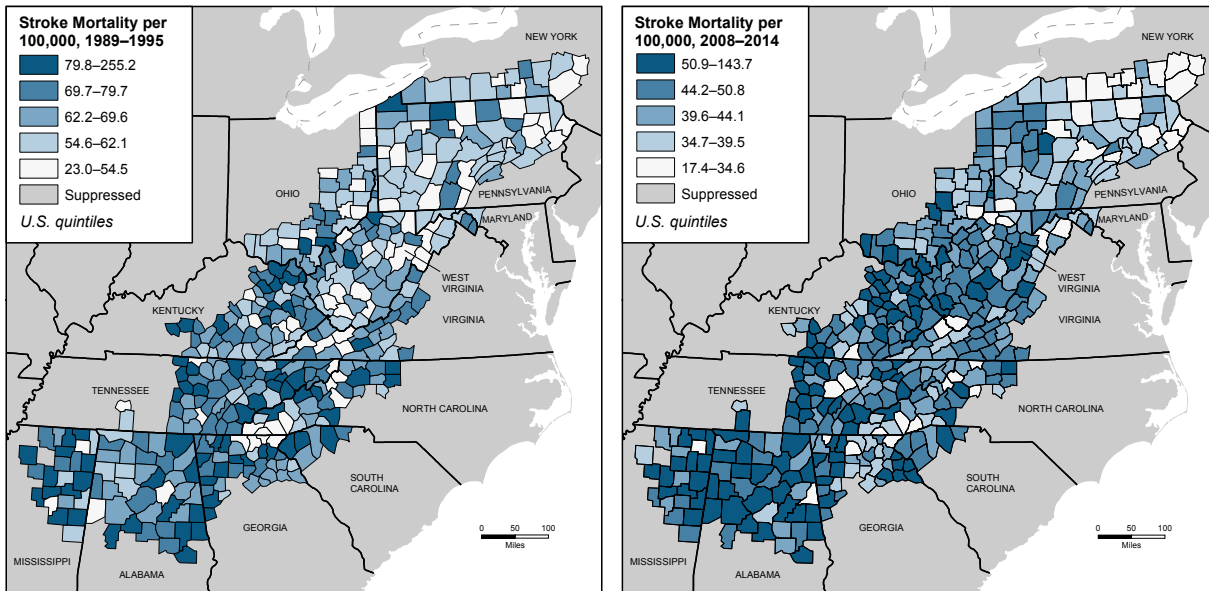 Stroke Mortality per
100,000, 1989–1995
79.8–255.2
69.7–79.7
62.2–69.6
54.6–62.1
23.0–54.5
Suppressed
U.S. quintiles
NEW YORK
OHIO
PENNSYLVANIA
MARYLAND
WEST
VIRGINIA
KENTUCKY
VIRGINIA
TENNESSEE
NORTH CAROLINA
SOUTH
CAROLINA
GEORGIA
MISSISSIPPI
ALABAMA
0 50 100
Miles
Stroke Mortality per
100,000, 2008–2014
50.9–143.7
44.2–50.8
39.6–44.1
34.7–39.5
17.4–34.6
Suppressed
U.S. quintiles
NEW YORK
OHIO
PENNSYLVANIA
MARYLAND
WEST
VIRGINIA
KENTUCKY
VIRGINIA
TENNESSEE
NORTH CAROLINA
SOUTH
CAROLINA
GEORGIA
MISSISSIPPI
ALABAMA
0 50 100
Miles